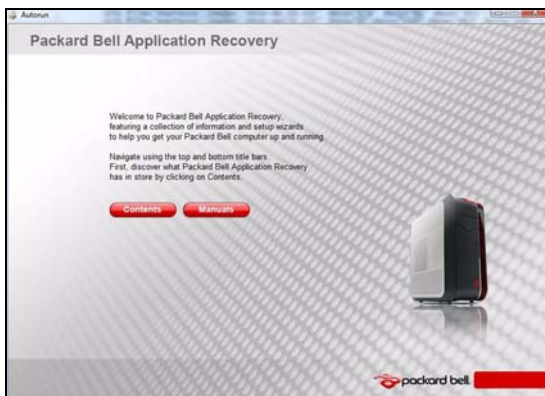 Autorun
Packard Bell Application Recovery
Welcome to Packard Bell Application Recovery,
featuring a collection of information and setup wizards
to help you get your Packard Bell computer up and running.
Navigate using the top and bottom title bars.
First, discover what Packard Bell Application Recovery
has in store by clicking on Contents.
Contents Manuals
packard bell.